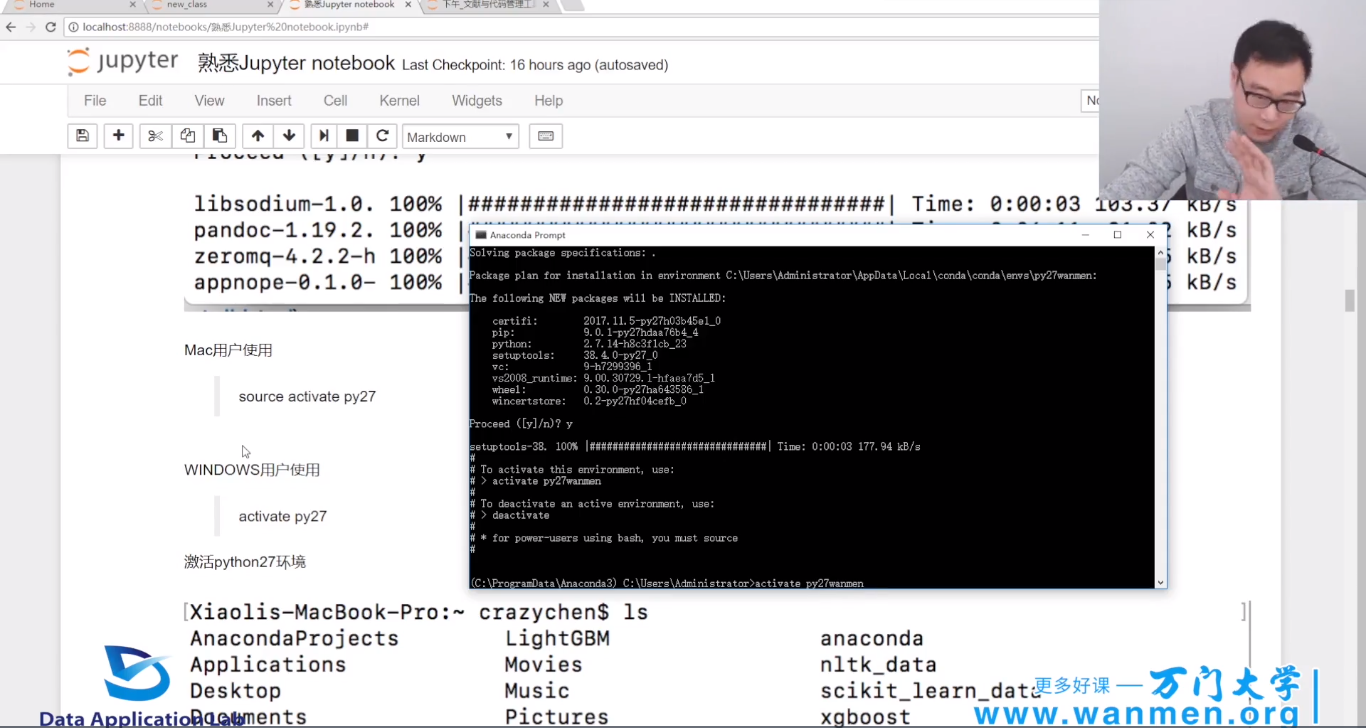 Home
new_class
熟悉Jupyter notebook
下午_文献与代码管理工具
localhost:8888/notebooks/熟悉Jupyter%20notebook.ipynb#
jupyter 熟悉Jupyter notebook Last Checkpoint: 16 hours ago (autosaved)
File Edit View Insert Cell Kernel Widgets Help
Markdown
Proceed ([y]/n): y
libsodium-1.0. 100% |################################| Time: 0:00:03 103.37 kB/s
pandoc-1.19.2. 100% |
zeromq-4.2.2-h 100% |
appnope-0.1.0- 100% |
Mac用户使用
source activate py27
WINDOWS用户使用
activate py27
激活python27环境
Anaconda Prompt
Solving package specifications: .
Package plan for installation in environment C:\Users\Administrator\AppData\Local\conda\conda\envs\py27wanmen:
The following NEW packages will be INSTALLED:
certifi: 2017.11.5-py27h03b45e1_0
pip: 9.0.1-py27hdaa76b4_4
python: 2.7.14-h8c3f1cb_23
setuptools: 38.4.0-py27_0
vc: 9-h7299396_1
vs2008_runtime: 9.00.30729.1-hfaea7d5_1
wheel: 0.30.0-py27ha643586_1
wincertstore: 0.2-py27hf04cefb_0
Proceed ([y]/n)? y
setuptools-38. 100% |###############################| Time: 0:00:03 177.94 kB/s
#
# To activate this environment, use:
# > activate py27wanmen
#
# To deactivate an active environment, use:
# > deactivate
#
# * for power-users using bash, you must source
#
(C:\ProgramData\Anaconda3) C:\Users\Administrator>activate py27wanmen
[Xiaolis-MacBook-Pro:~ crazychen$ ls ]
AnacondaProjects LightGBM anaconda
Applications Movies nltk_data
Desktop Music scikit_learn_data
Documents Pictures xgboost
Data Application Lab
更多好课 — 万门大学
www.wanmen.org